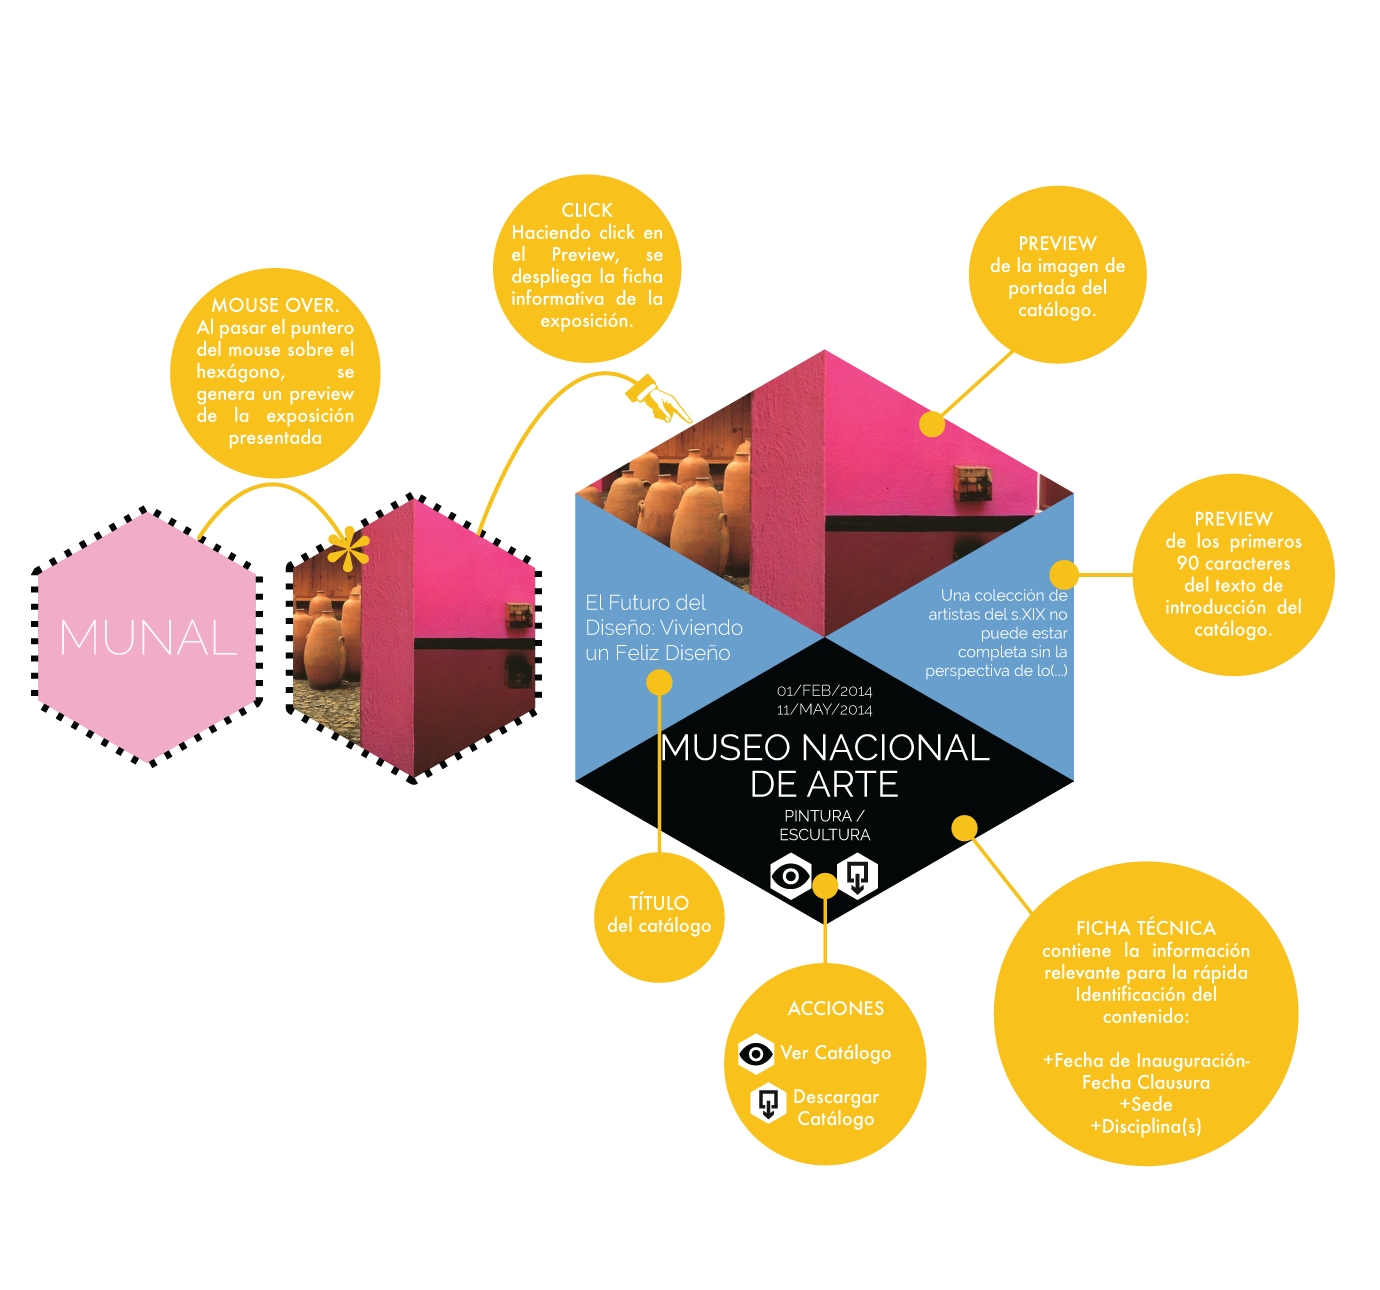 CLICK
Haciendo click en
el Preview, se
despliega la ficha
informativa de la
exposición.
PREVIEW
de la imagen de
portada del
catálogo.
MOUSE OVER.
Al pasar el puntero
del mouse sobre el
hexágono, se
genera un preview
de la exposición
presentada
PREVIEW
de los primeros
90 caracteres
del texto de
introducción del
catálogo.
MUNAL
El Futuro del
Diseño: Viviendo
un Feliz Diseño
Una colección de
artistas del s.XIX no
puede estar
completa sin la
perspectiva de lo(...)
01/FEB/2014
11/MAY/2014
MUSEO NACIONAL
DE ARTE
PINTURA /
ESCULTURA
TÍTULO
del catálogo
ACCIONES
Ver Catálogo
Descargar
Catálogo
FICHA TÉCNICA
contiene la información
relevante para la rápida
Identificación del
contenido:
+Fecha de Inauguración-
Fecha Clausura
+Sede
+Disciplina(s)